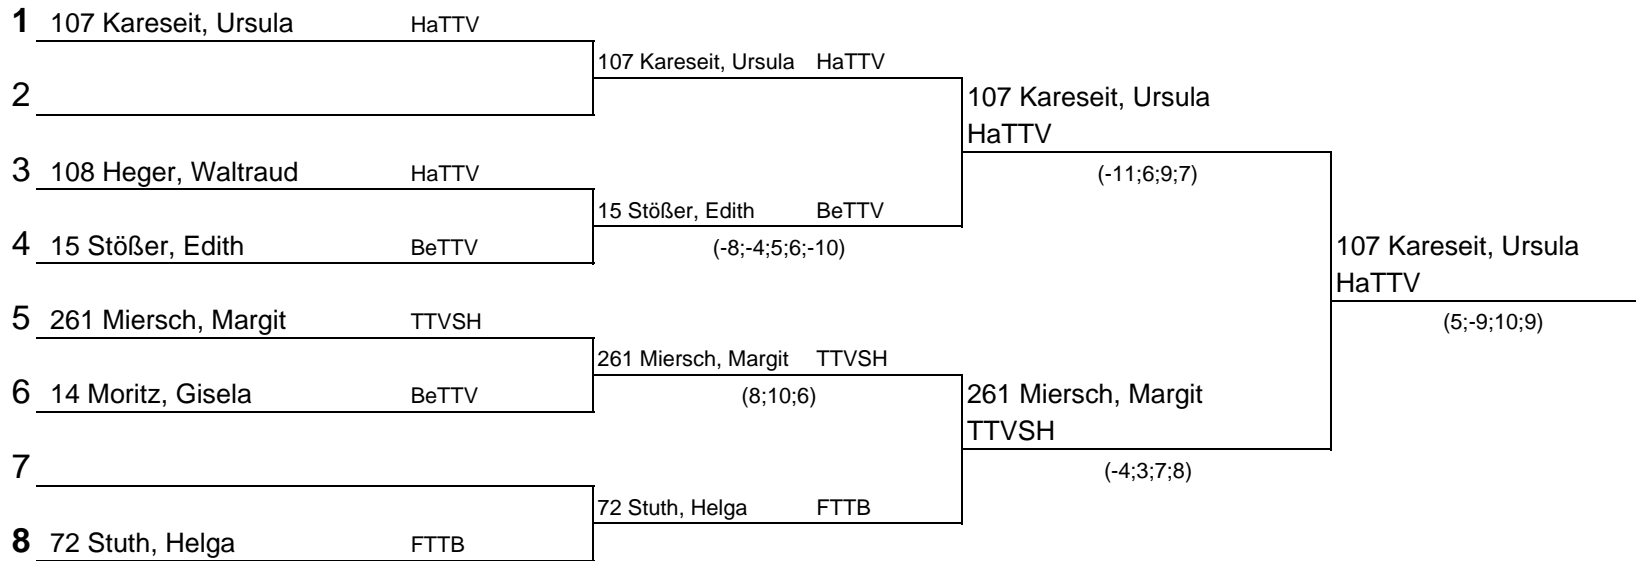 1 107 Kareseit, Ursula HaTTV
107 Kareseit, Ursula HaTTV
2
107 Kareseit, Ursula
HaTTV
3 108 Heger, Waltraud HaTTV
(-11;6;9;7)
15 Stößer, Edith BeTTV
4 15 Stößer, Edith BeTTV
(-8;-4;5;6;-10)
107 Kareseit, Ursula
HaTTV
5 261 Miersch, Margit TTVSH
(5;-9;10;9)
261 Miersch, Margit TTVSH
6 14 Moritz, Gisela BeTTV
(8;10;6)
261 Miersch, Margit
TTVSH
7
(-4;3;7;8)
72 Stuth, Helga FTTB
8 72 Stuth, Helga FTTB